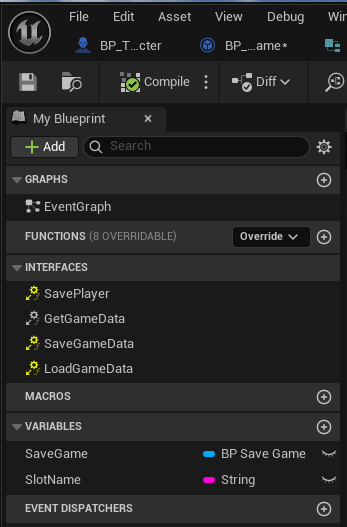 File Edit Asset View Debug Win
BP_T...cter BP_...ame*
Compile Diff
My Blueprint
Add Search
GRAPHS
EventGraph
FUNCTIONS (8 OVERRIDABLE) Override
INTERFACES
SavePlayer
GetGameData
SaveGameData
LoadGameData
MACROS
VARIABLES
SaveGame BP Save Game
SlotName String
EVENT DISPATCHERS